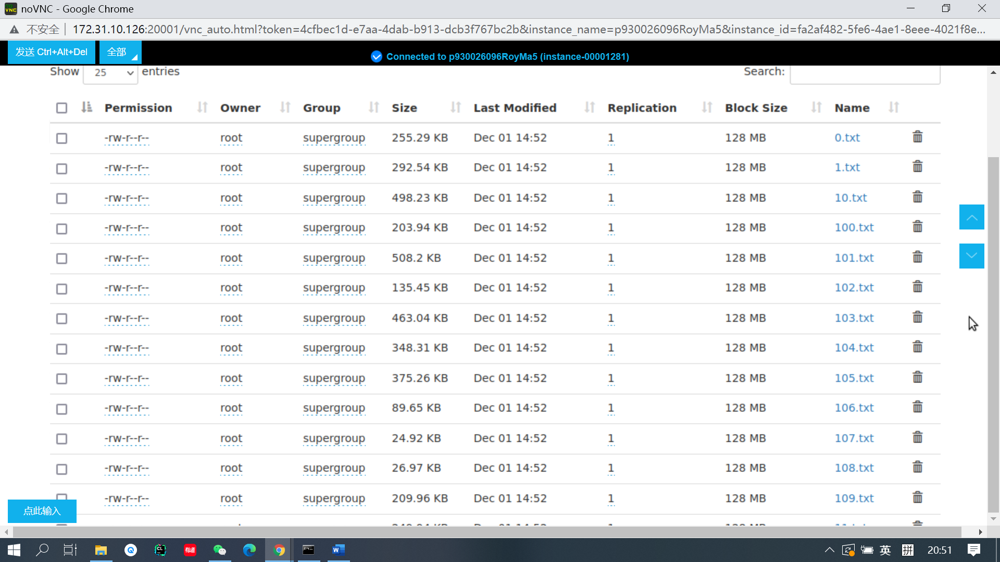 noVNC - Google Chrome
不安全 172.31.10.126:20001/vnc_auto.html?token=4cfbec1d-e7aa-4dab-b913-dcb3f767bc2b&instance_name=p930026096RoyMa5&instance_id=fa2af482-5fe6-4ae1-8eee-4021f8e...
发送 Ctrl+Alt+Del 全部 Connected to p930026096RoyMa5 (instance-00001281)
Show 25 entries Search:
Permission Owner Group Size Last Modified Replication Block Size Name
-rw-r--r-- root supergroup 255.29 KB Dec 01 14:52 1 128 MB 0.txt
-rw-r--r-- root supergroup 292.54 KB Dec 01 14:52 1 128 MB 1.txt
-rw-r--r-- root supergroup 498.23 KB Dec 01 14:52 1 128 MB 10.txt
-rw-r--r-- root supergroup 203.94 KB Dec 01 14:52 1 128 MB 100.txt
-rw-r--r-- root supergroup 508.2 KB Dec 01 14:52 1 128 MB 101.txt
-rw-r--r-- root supergroup 135.45 KB Dec 01 14:52 1 128 MB 102.txt
-rw-r--r-- root supergroup 463.04 KB Dec 01 14:52 1 128 MB 103.txt
-rw-r--r-- root supergroup 348.31 KB Dec 01 14:52 1 128 MB 104.txt
-rw-r--r-- root supergroup 375.26 KB Dec 01 14:52 1 128 MB 105.txt
-rw-r--r-- root supergroup 89.65 KB Dec 01 14:52 1 128 MB 106.txt
-rw-r--r-- root supergroup 24.92 KB Dec 01 14:52 1 128 MB 107.txt
-rw-r--r-- root supergroup 26.97 KB Dec 01 14:52 1 128 MB 108.txt
-rw-r--r-- root supergroup 209.96 KB Dec 01 14:52 1 128 MB 109.txt
点此输入
英 拼 20:51